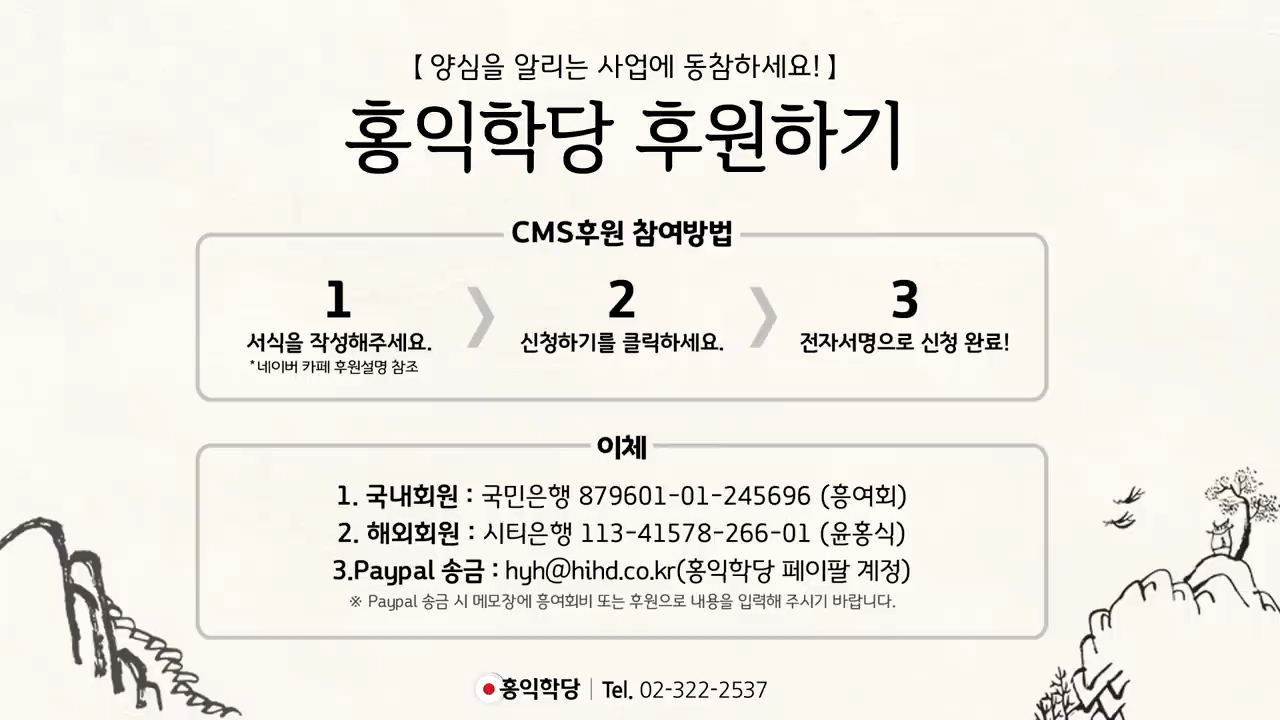 【 양심을 알리는 사업에 동참하세요! 】
홍익학당 후원하기
CMS후원 참여방법
1
서식을 작성해주세요.
*네이버 카페 후원설명 참조
2
신청하기를 클릭하세요.
3
전자서명으로 신청 완료!
이체
1. 국내회원 : 국민은행 879601-01-245696 (흥여회)
2. 해외회원 : 시티은행 113-41578-266-01 (윤홍식)
3.Paypal 송금 : hyh@hihd.co.kr(홍익학당 페이팔 계정)
※ Paypal 송금 시 메모장에 흥여회비 또는 후원으로 내용을 입력해 주시기 바랍니다.
홍익학당 | Tel. 02-322-2537